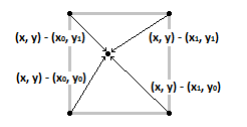 (x, y) - (x₀, y₁)
(x, y) - (x₁, y₁)
(x, y) - (x₀, y₀)
(x, y) - (x₁, y₀)